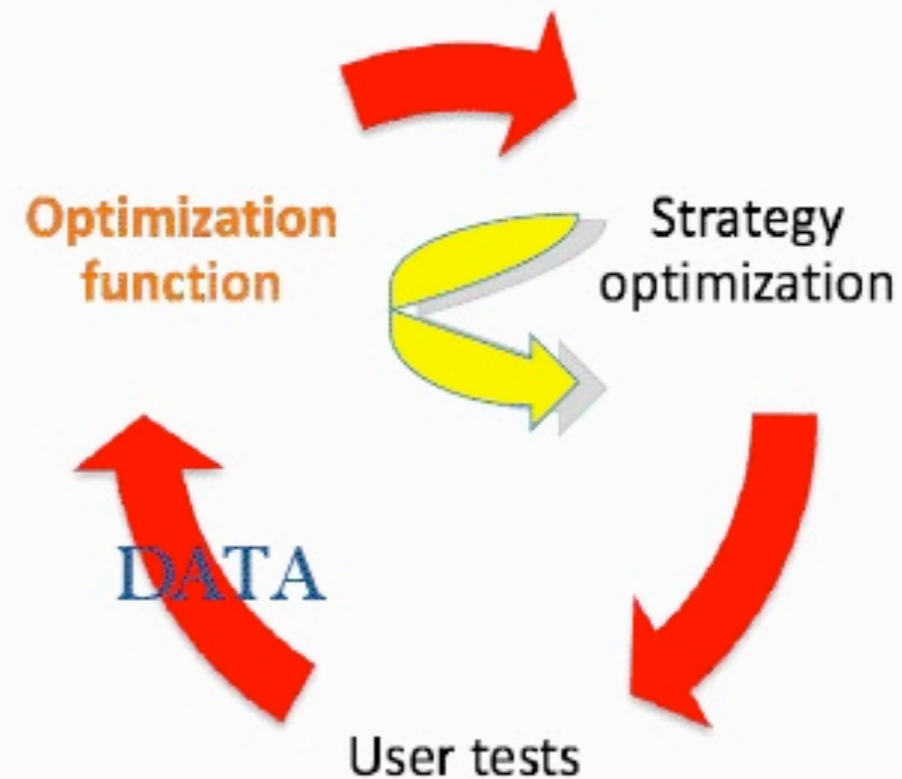 Optimization
function
Strategy
optimization
DATA
User tests